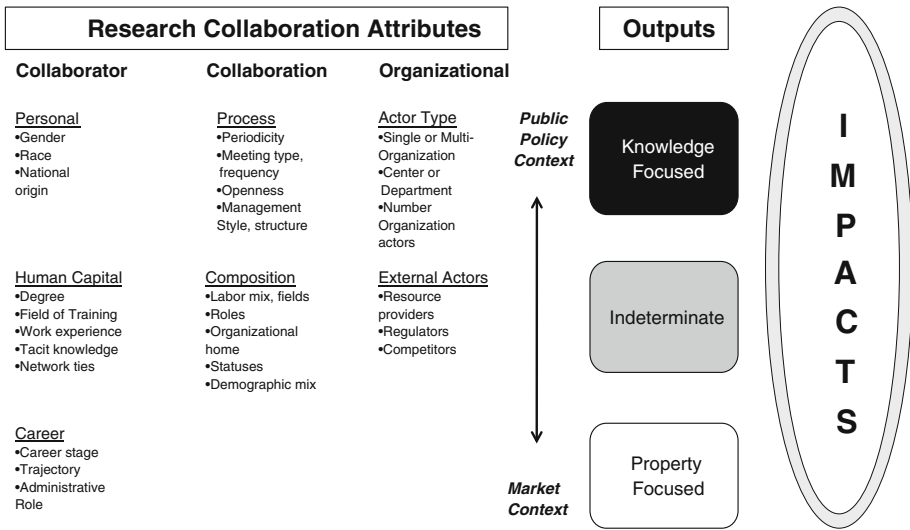 Research Collaboration Attributes
Outputs
Collaborator
Collaboration
Organizational
Personal
•Gender
•Race
•National
origin
Process
•Periodicity
•Meeting type,
frequency
•Openness
•Management
Style, structure
Actor Type
•Single or Multi-
Organization
•Center or
Department
•Number
Organization
actors
Human Capital
•Degree
•Field of Training
•Work experience
•Tacit knowledge
•Network ties
Composition
•Labor mix, fields
•Roles
•Organizational
home
•Statuses
•Demographic mix
External Actors
•Resource
providers
•Regulators
•Competitors
Career
•Career stage
•Trajectory
•Administrative
Role
Public
Policy
Context
Market
Context
Knowledge
Focused
Indeterminate
Property
Focused
I
M
P
A
C
T
S